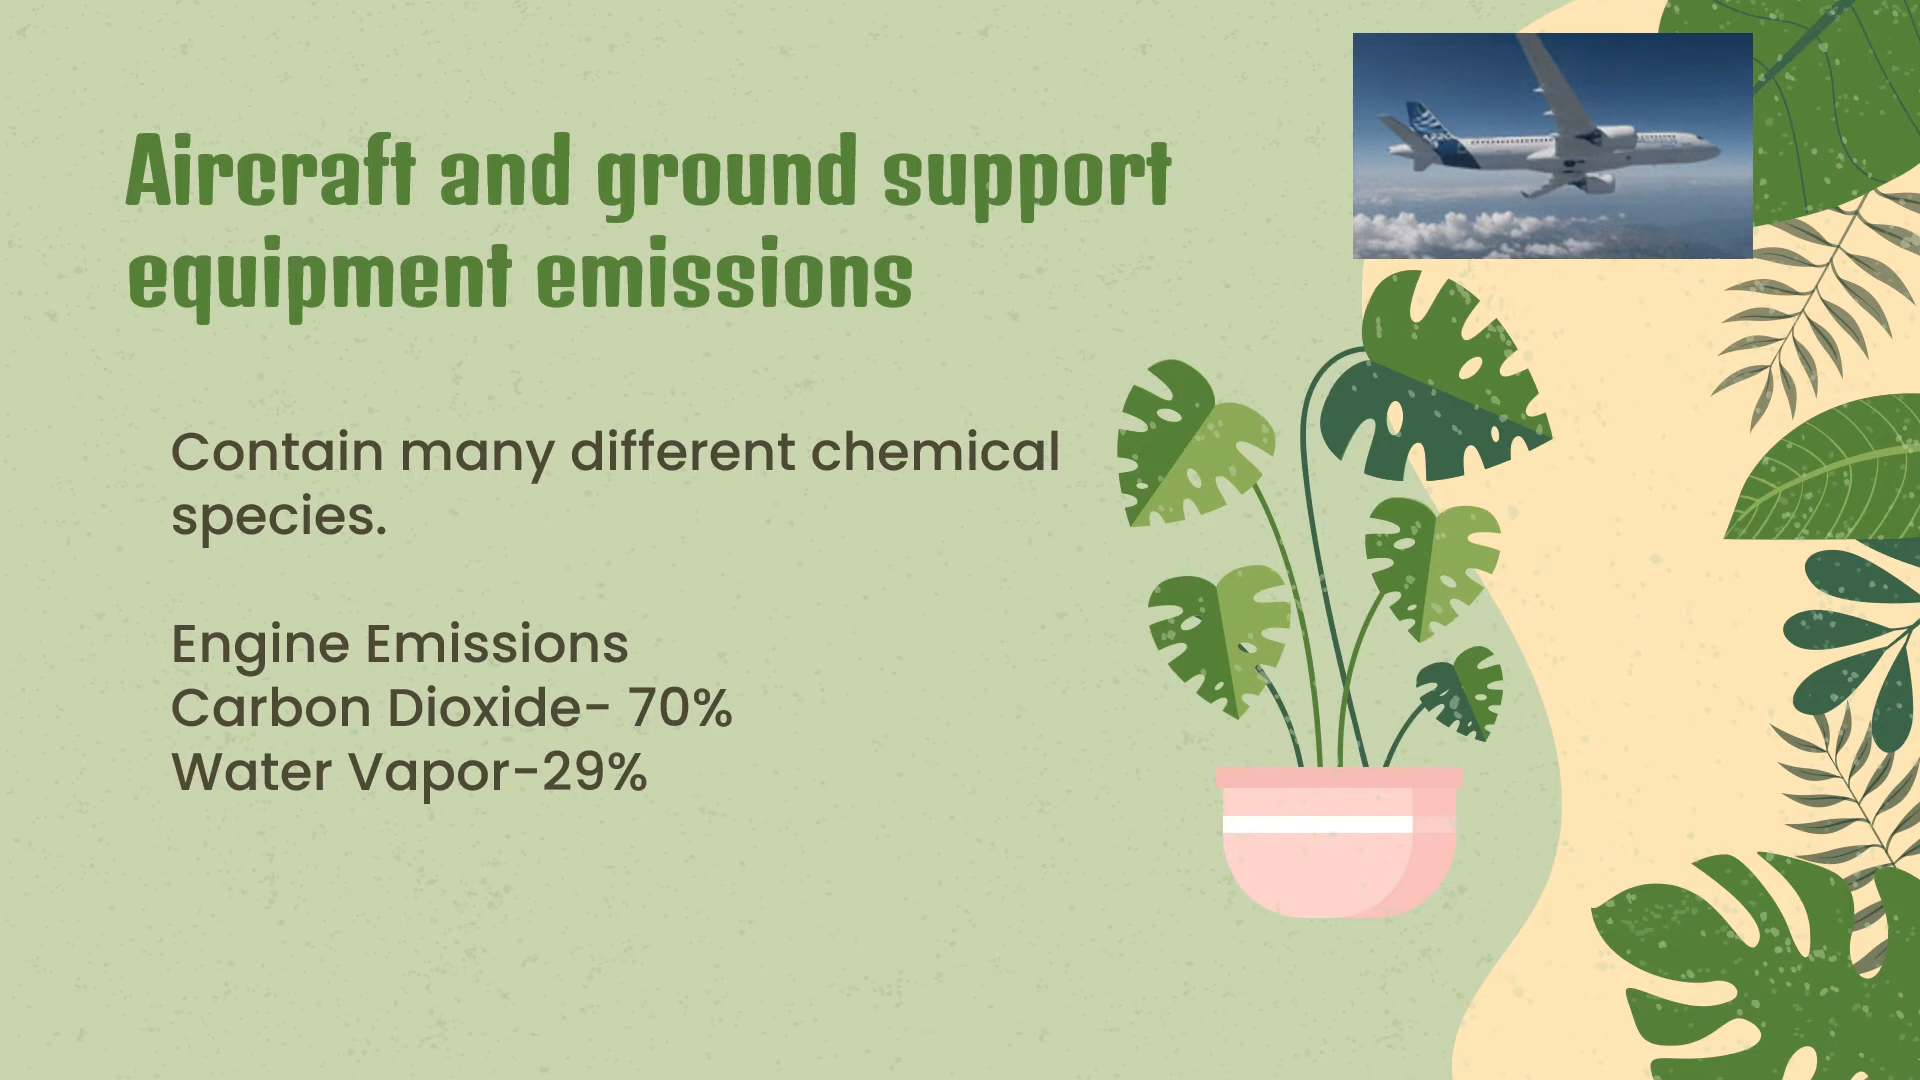 Aircraft and ground support
equipment emissions
Contain many different chemical
species.
Engine Emissions
Carbon Dioxide- 70%
Water Vapor-29%